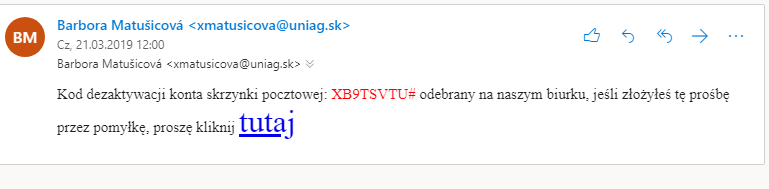 BM
Barbora Matušicová <xmatusicova@uniag.sk>
Cz, 21.03.2019 12:00
Barbora Matušicová <xmatusicova@uniag.sk>
Kod dezaktywacji konta skrzynki pocztowej: XB9TSVTU# odebrany na naszym biurku, jeśli złożyłeś tę prośbę
przez pomyłkę, proszę kliknij tutaj